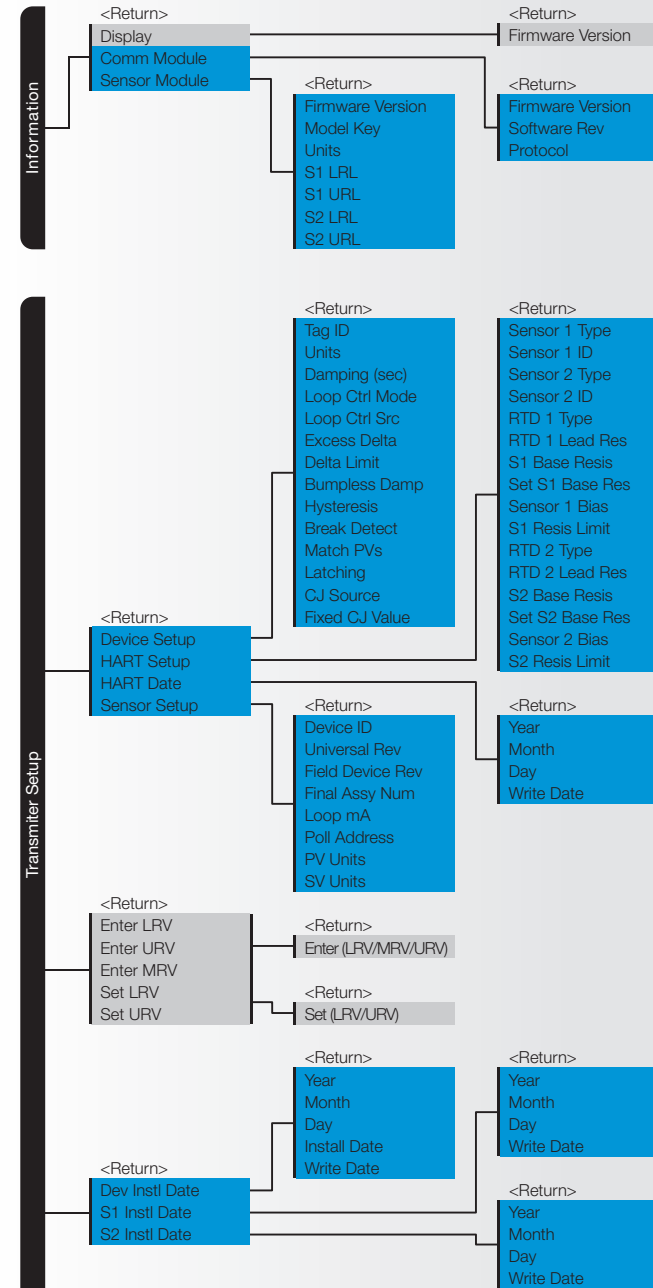 Information
<Return>
Display
Comm Module
Sensor Module
<Return>
Firmware Version
Model Key
Units
S1 LRL
S1 URL
S2 LRL
S2 URL
<Return>
Firmware Version
<Return>
Firmware Version
Software Rev
Protocol
Transmiter Setup
<Return>
Device Setup
HART Setup
HART Date
Sensor Setup
<Return>
Tag ID
Units
Damping (sec)
Loop Ctrl Mode
Loop Ctrl Src
Excess Delta
Delta Limit
Bumpless Damp
Hysteresis
Break Detect
Match PVs
Latching
CJ Source
Fixed CJ Value
<Return>
Sensor 1 Type
Sensor 1 ID
Sensor 2 Type
Sensor 2 ID
RTD 1 Type
RTD 1 Lead Res
S1 Base Resis
Set S1 Base Res
Sensor 1 Bias
S1 Resis Limit
RTD 2 Type
RTD 2 Lead Res
S2 Base Resis
Set S2 Base Res
Sensor 2 Bias
S2 Resis Limit
<Return>
Device ID
Universal Rev
Field Device Rev
Final Assy Num
Loop mA
Poll Address
PV Units
SV Units
<Return>
Year
Month
Day
Write Date
<Return>
Enter LRV
Enter URV
Enter MRV
Set LRV
Set URV
<Return>
Enter (LRV/MRV/URV)
<Return>
Set (LRV/URV)
<Return>
Dev Instl Date
S1 Instl Date
S2 Instl Date
<Return>
Year
Month
Day
Install Date
Write Date
<Return>
Year
Month
Day
Write Date
<Return>
Year
Month
Day
Write Date